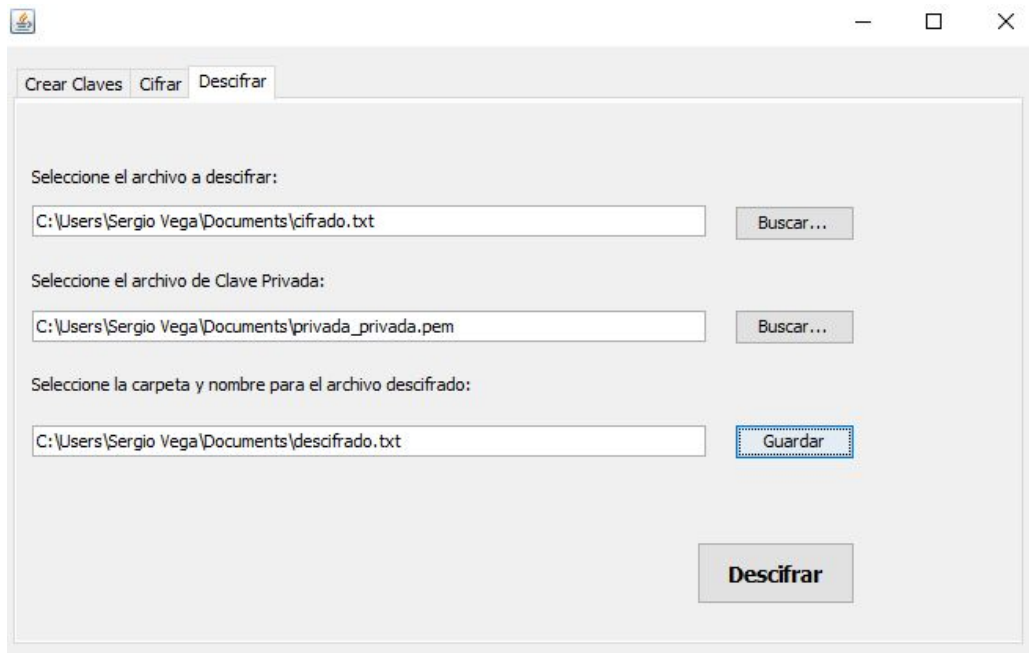 Crear Claves Cifrar Descifrar
Seleccione el archivo a descifrar:
C:\Users\Sergio Vega\Documents\cifrado.txt Buscar...
Seleccione el archivo de Clave Privada:
C:\Users\Sergio Vega\Documents\privada_privada.pem Buscar...
Seleccione la carpeta y nombre para el archivo descifrado:
C:\Users\Sergio Vega\Documents\descifrado.txt Guardar
Descifrar